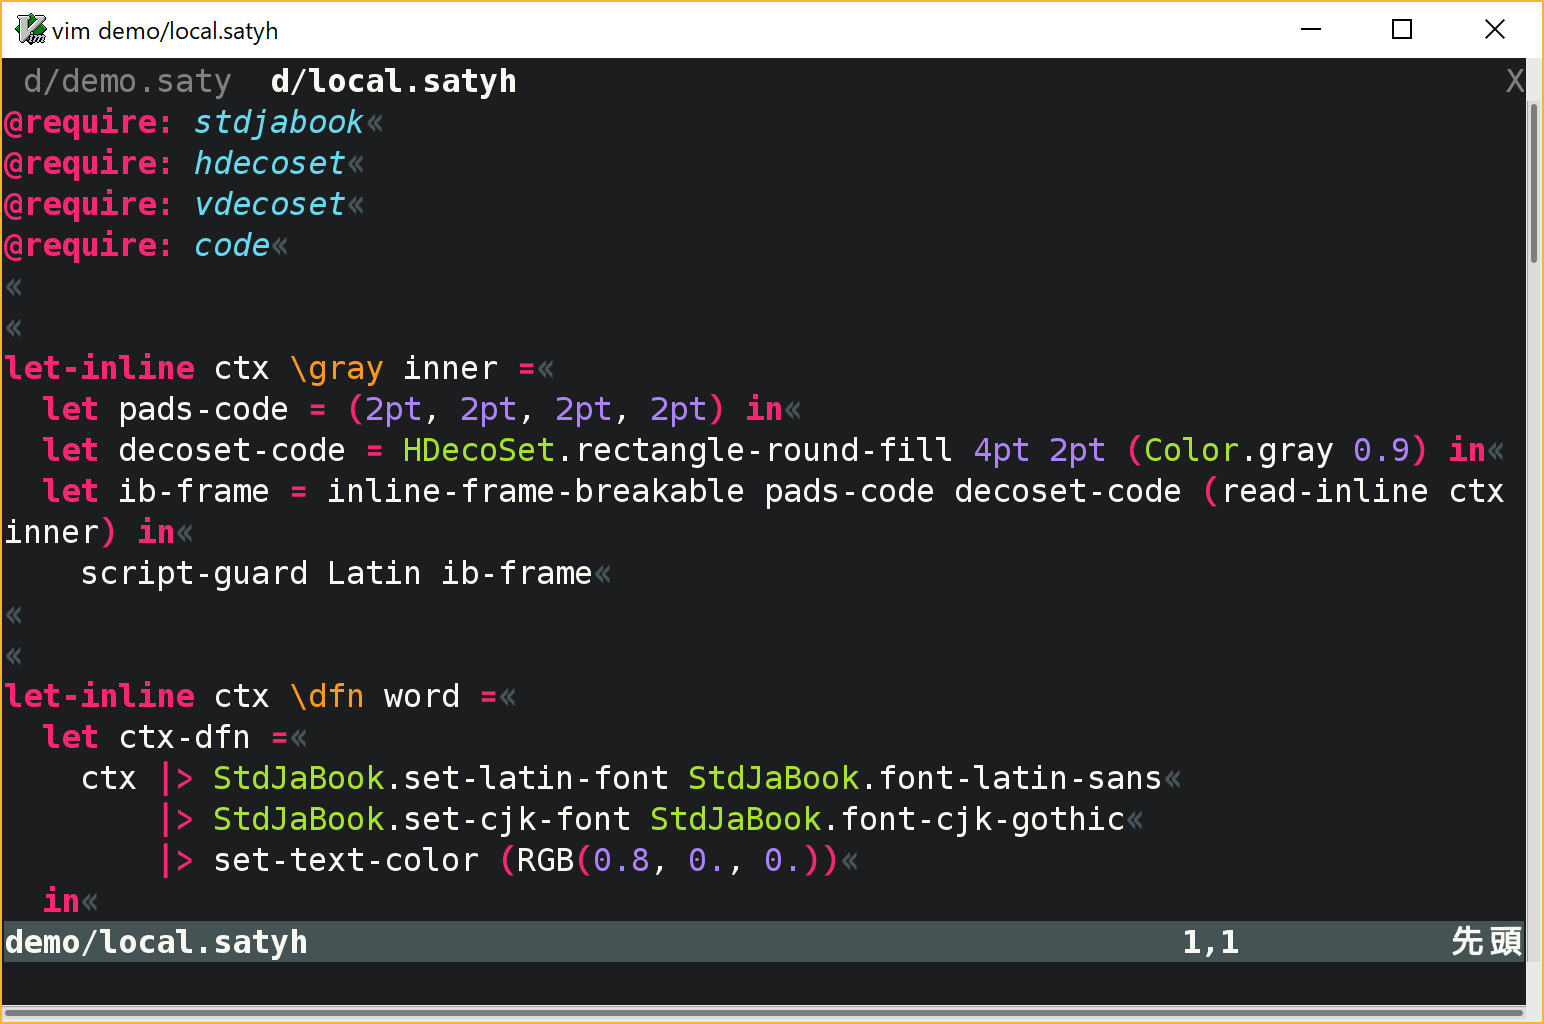 vim demo/local.satyh
d/demo.saty  d/local.satyh X
@require: stdjabook«
@require: hdecoset«
@require: vdecoset«
@require: code«
«
«
let-inline ctx \gray inner =«
  let pads-code = (2pt, 2pt, 2pt, 2pt) in«
  let decoset-code = HDecoSet.rectangle-round-fill 4pt 2pt (Color.gray 0.9) in«
  let ib-frame = inline-frame-breakable pads-code decoset-code (read-inline ctx
inner) in«
    script-guard Latin ib-frame«
«
«
let-inline ctx \dfn word =«
  let ctx-dfn =«
    ctx |> StdJaBook.set-latin-font StdJaBook.font-latin-sans«
        |> StdJaBook.set-cjk-font StdJaBook.font-cjk-gothic«
        |> set-text-color (RGB(0.8, 0., 0.))«
  in«
demo/local.satyh 1,1 先頭